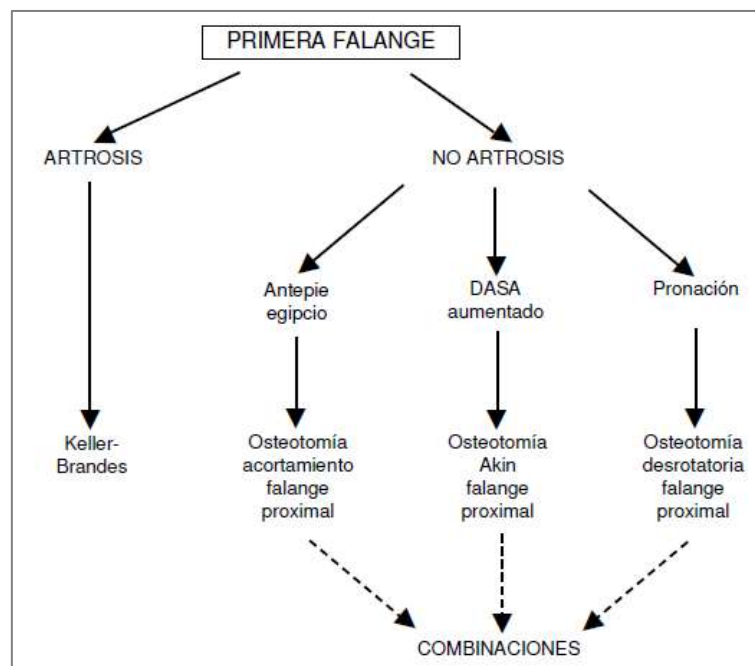 PRIMERA FALANGE
ARTROSIS
NO ARTROSIS
Antepie
egipcio
DASA
aumentado
Pronación
Keller-
Brandes
Osteotomía
acortamiento
falange
proximal
Osteotomía
Akin
falange
proximal
Osteotomía
desrotatoria
falange
proximal
COMBINACIONES